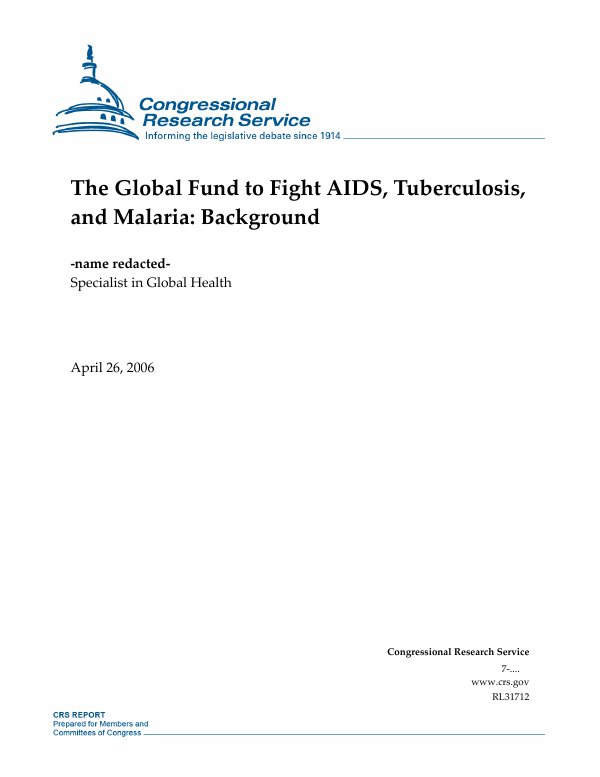 Congressional
Research Service
Informing the legislative debate since 1914
The Global Fund to Fight AIDS, Tuberculosis,
and Malaria: Background
-name redacted-
Specialist in Global Health
April 26, 2006
Congressional Research Service
7-....
www.crs.gov
RL31712
CRS REPORT
Prepared for Members and
Committees of Congress